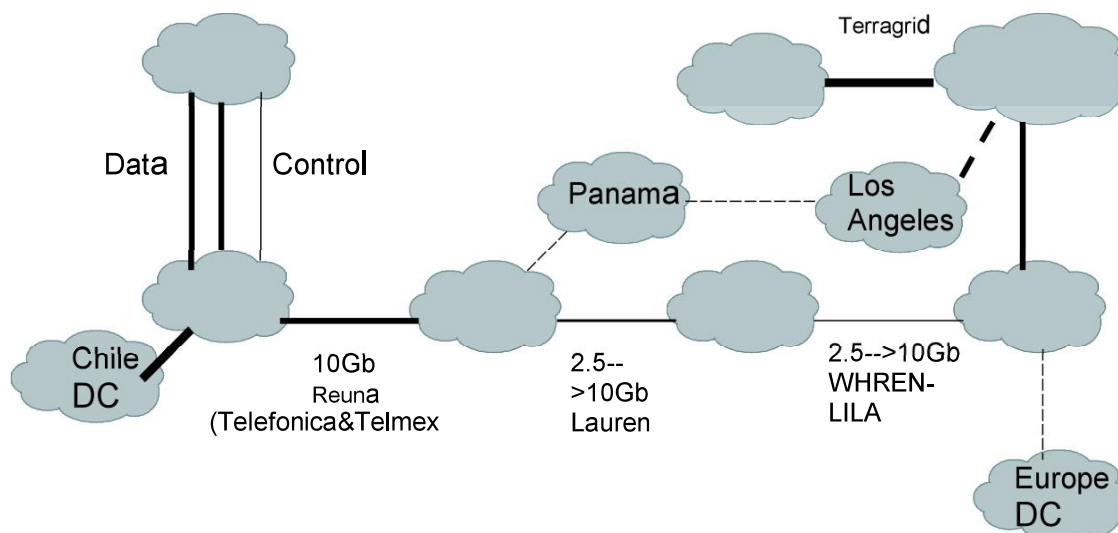 Terragrid
Data
Control
Panama
Los
Angeles
Chile
DC
10Gb
Reuna
(Telefonica&Telmex
2.5--
>10Gb
Lauren
2.5-->10Gb
WHREN-
LILA
Europe
DC